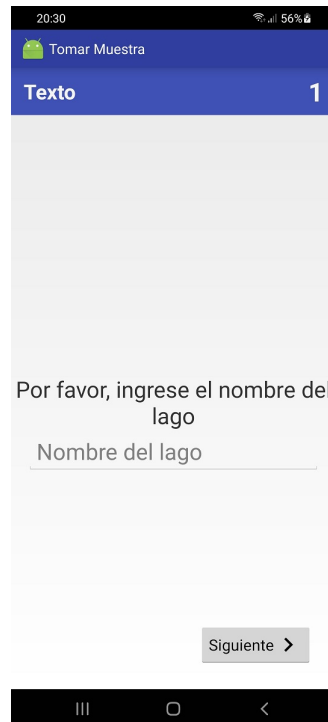 20:30
56%
Tomar Muestra
Texto
1
Por favor, ingrese el nombre del
lago
Nombre del lago
Siguiente